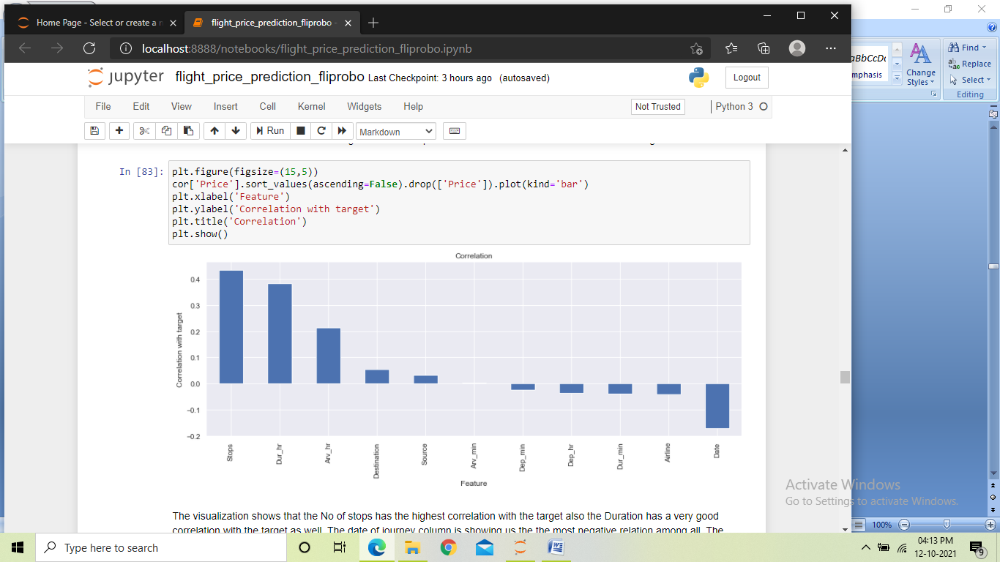 Home Page - Select or create a n
flight_price_prediction_fliprobo -
localhost:8888/notebooks/flight_price_prediction_fliprobo.ipynb
jupyter flight_price_prediction_fliprobo Last Checkpoint: 3 hours ago (autosaved)
Logout
File Edit View Insert Cell Kernel Widgets Help
Not Trusted
Python 3
Run
Markdown
In [83]:
plt.figure(figsize=(15,5))
cor['Price'].sort_values(ascending=False).drop(['Price']).plot(kind='bar')
plt.xlabel('Feature')
plt.ylabel('Correlation with target')
plt.title('Correlation')
plt.show()
Correlation
Correlation with target
0.4
0.3
0.2
0.1
0.0
−0.1
−0.2
Stops
Dur_hr
Arv_hr
Destination
Source
Arv_min
Dep_min
Dep_hr
Dur_min
Airline
Date
Feature
The visualization shows that the No of stops has the highest correlation with the target also the Duration has a very good
correlation with the target as well. The date of journey column is showing us the the most negative relation among all. The
aBbCcDc
mphasis
Change
Styles
Find
Replace
Select
Editing
Activate Windows
Go to Settings to activate Windows.
100%
Type here to search
04:13 PM
12-10-2021
9